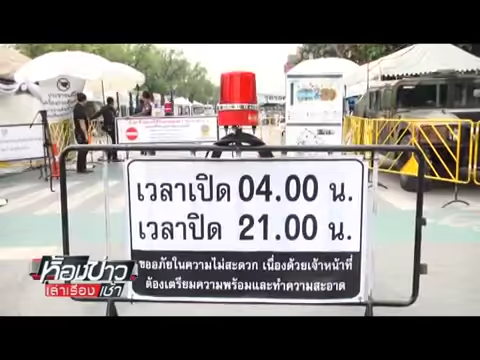 เวลาเปิด 04.00 น.
เวลาปิด 21.00 น.
ขออภัยในความไม่สะดวก เนื่องด้วยเจ้าหน้าที่
ต้องเตรียมความพร้อมและทำความสะอาด
ห้องข่าว
เล่าเรื่อง เช้า